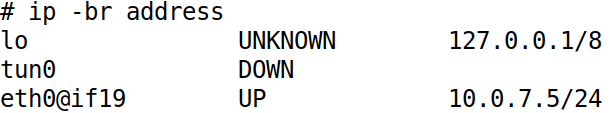 # ip -br address
lo               UNKNOWN        127.0.0.1/8
tun0             DOWN
eth0@if19        UP             10.0.7.5/24